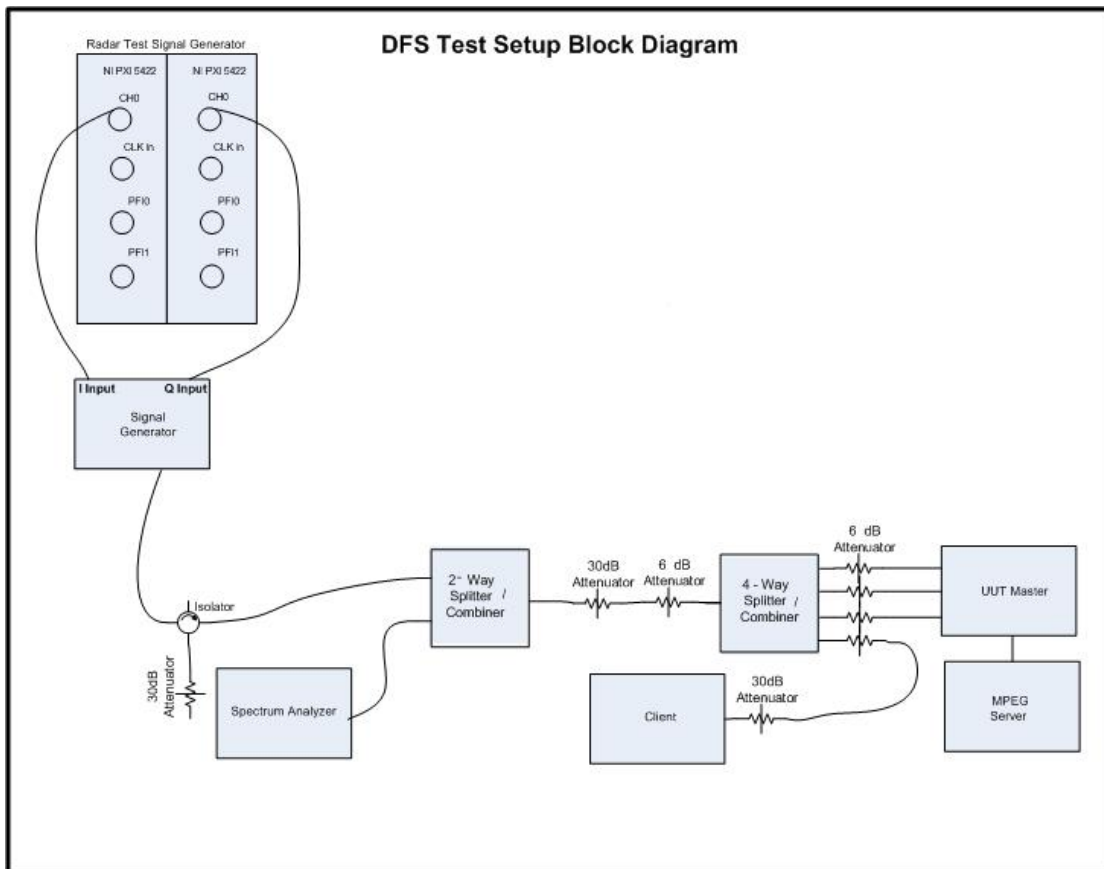 DFS Test Setup Block Diagram
Radar Test Signal Generator
NI PXI 5422
NI PXI 5422
CH0
CH0
CLK In
CLK In
PFI0
PFI0
PFI1
PFI1
I Input
Q Input
Signal
Generator
Isolator
30dB
Attenuator
Spectrum Analyzer
2- Way
Splitter /
Combiner
30dB
Attenuator
6 dB
Attenuator
4 - Way
Splitter /
Combiner
6 dB
Attenuator
UUT Master
MPEG
Server
30dB
Attenuator
Client